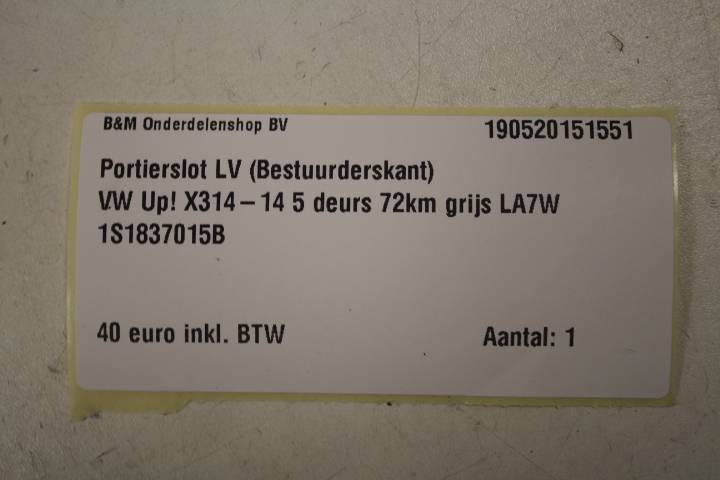 B&M Onderdelenshop BV 190520151551
Portierslot LV (Bestuurderskant)
VW Up! X314-14 5 deurs 72km grijs LA7W
1S1837015B
40 euro inkl. BTW Aantal: 1